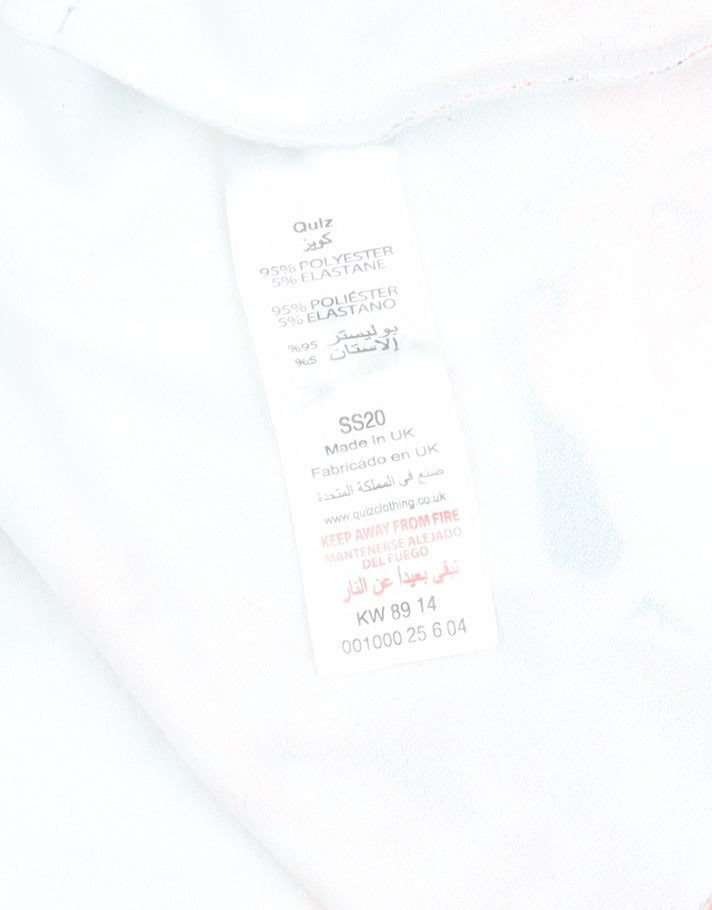 Quiz
كويز
95% POLYESTER
5% ELASTANE
95% POLIÉSTER
5% ELASTANO
%95 بوليستر
%5 الاستان
SS20
Made In UK
Fabricado en UK
صنع في المملكة المتحدة
www.quizclothing.co.uk
KEEP AWAY FROM FIRE
MANTENERSE ALEJADO
DEL FUEGO
تبقى بعيداً عن النار
KW 89 14
001000 25 6 04